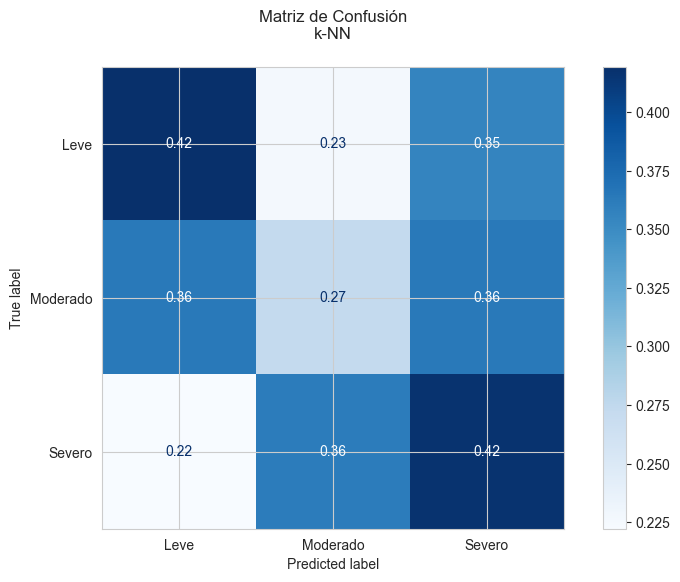 Matriz de Confusión
k-NN
Leve
0.42 0.23 0.35
Moderado
0.36 0.27 0.36
Severo
0.22 0.36 0.42
Leve Moderado Severo
Predicted label
True label
0.400
0.375
0.350
0.325
0.300
0.275
0.250
0.225